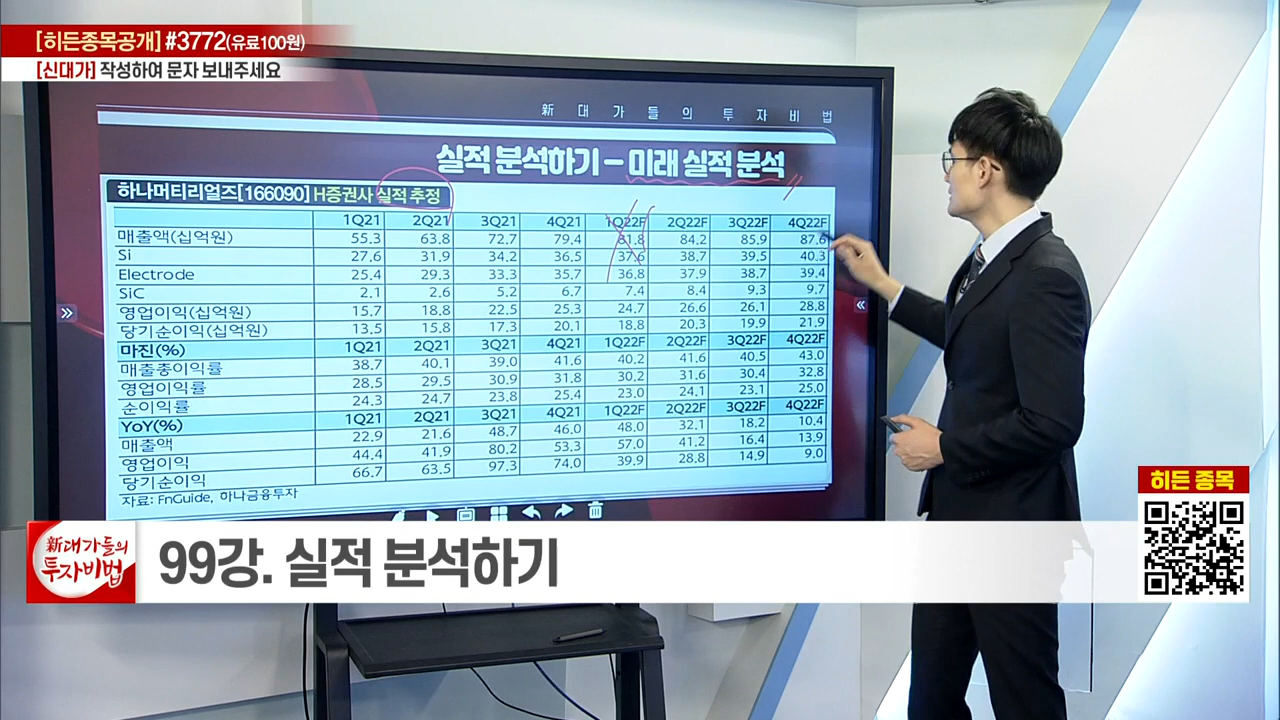 [히든종목공개] #3772(유료100원)
[신대가] 작성하여 문자 보내주세요
新 대 가 들 의 투 자 비 법
실적 분석하기 – 미래 실적 분석
하나머티리얼즈[166090] H증권사 실적 추정
1Q21 2Q21 3Q21 4Q21 1Q22F 2Q22F 3Q22F 4Q22F
매출액(십억원) 55.3 63.8 72.7 79.4 81.8 84.2 85.9 87.6
Si 27.6 31.9 34.2 36.5 37.6 38.7 39.5 40.3
Electrode 25.4 29.3 33.3 35.7 36.8 37.9 38.7 39.4
SiC 2.1 2.6 5.2 6.7 7.4 8.4 9.3 9.7
영업이익(십억원) 15.7 18.8 22.5 25.3 24.7 26.6 26.1 28.8
당기순이익(십억원) 13.5 15.8 17.3 20.1 18.8 20.3 19.9 21.9
마진(%) 1Q21 2Q21 3Q21 4Q21 1Q22F 2Q22F 3Q22F 4Q22F
매출총이익률 38.7 40.1 39.0 41.6 40.2 41.6 40.5 43.0
영업이익률 28.5 29.5 30.9 31.8 30.2 31.6 30.4 32.8
순이익률 24.3 24.7 23.8 25.4 23.0 24.1 23.1 25.0
YoY(%) 1Q21 2Q21 3Q21 4Q21 1Q22F 2Q22F 3Q22F 4Q22F
매출액 22.9 21.6 48.7 46.0 48.0 32.1 18.2 10.4
영업이익 44.4 41.9 80.2 53.3 57.0 41.2 16.4 13.9
당기순이익 66.7 63.5 97.3 74.0 39.9 28.8 14.9 9.0
자료: FnGuide, 하나금융투자
히든 종목
新대가들의
투자비법
99강. 실적 분석하기